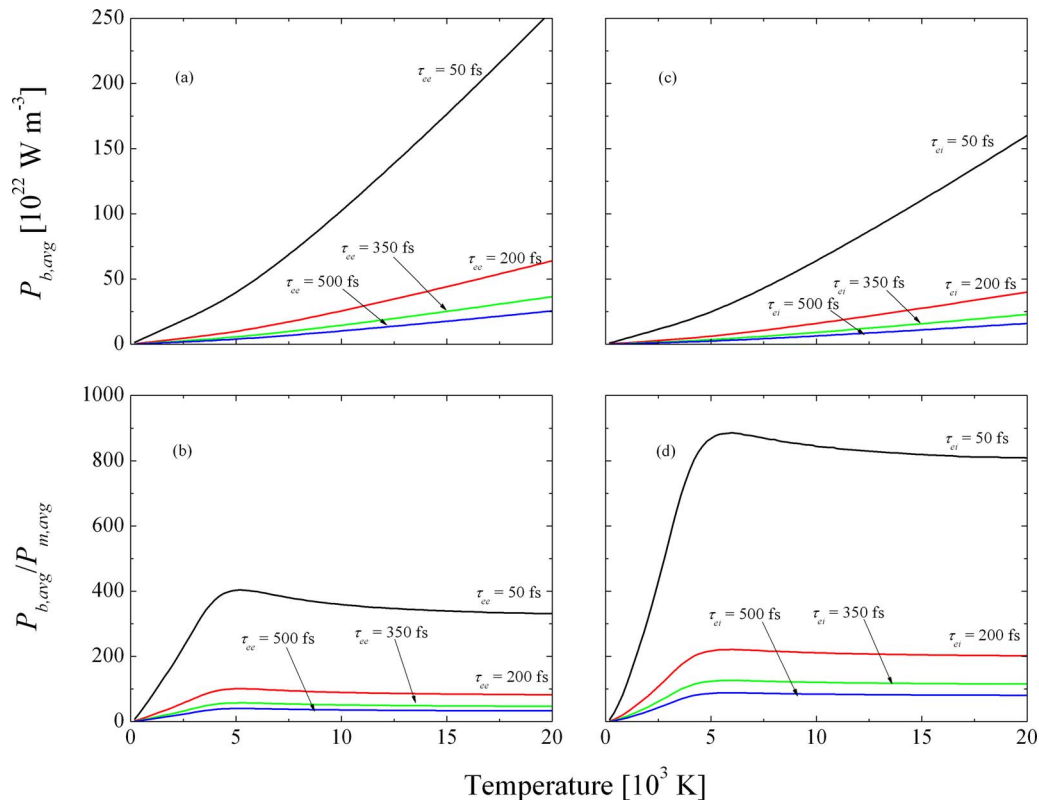 250
200
150
100
50
0
P_{b,avg} [10^{22} W m^{-3}]
(a)
τ_{ee} = 50 fs
τ_{ee} = 350 fs
τ_{ee} = 500 fs
τ_{ee} = 200 fs
(c)
τ_{ei} = 50 fs
τ_{ei} = 350 fs
τ_{ei} = 200 fs
τ_{ei} = 500 fs
1000
800
600
400
200
0
P_{b,avg}/P_{m,avg}
(b)
τ_{ee} = 50 fs
τ_{ee} = 500 fs
τ_{ee} = 350 fs
τ_{ee} = 200 fs
0 5 10 15 20
(d)
τ_{ei} = 50 fs
τ_{ei} = 500 fs
τ_{ei} = 350 fs
τ_{ei} = 200 fs
0 5 10 15 20
Temperature [10^3 K]